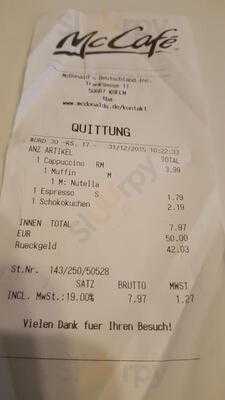 McCafé
McDonald's Deutschland Inc.
50667 KOELN
www.mcdonalds.de/kontakt
QUITTUNG
31/12/2015 10:22:33
ANZ ARTIKEL TOTAL
1 Cappuccino RM 3.99
1 Muffin M
1 M: Nutella
1 Espresso S 1.79
1 Schokokuchen 2.19
INNEN TOTAL 7.97
EUR 50.00
Rueckgeld 42.03
St.Nr. 143/250/50528
SATZ BRUTTO MWST
INCL. MwSt.:19.00% 7.97 1.27
Vielen Dank fuer Ihren Besuch!